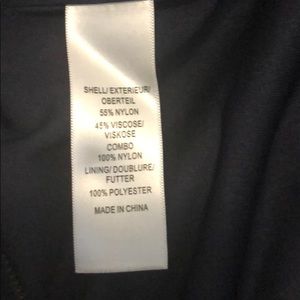 SHELL/EXTERIEUR/
OBERTEIL
55% NYLON
45% VISCOSE/
VISKOSE
COMBO
100% NYLON
LINING/DOUBLURE/
FUTTER
100% POLYESTER
MADE IN CHINA